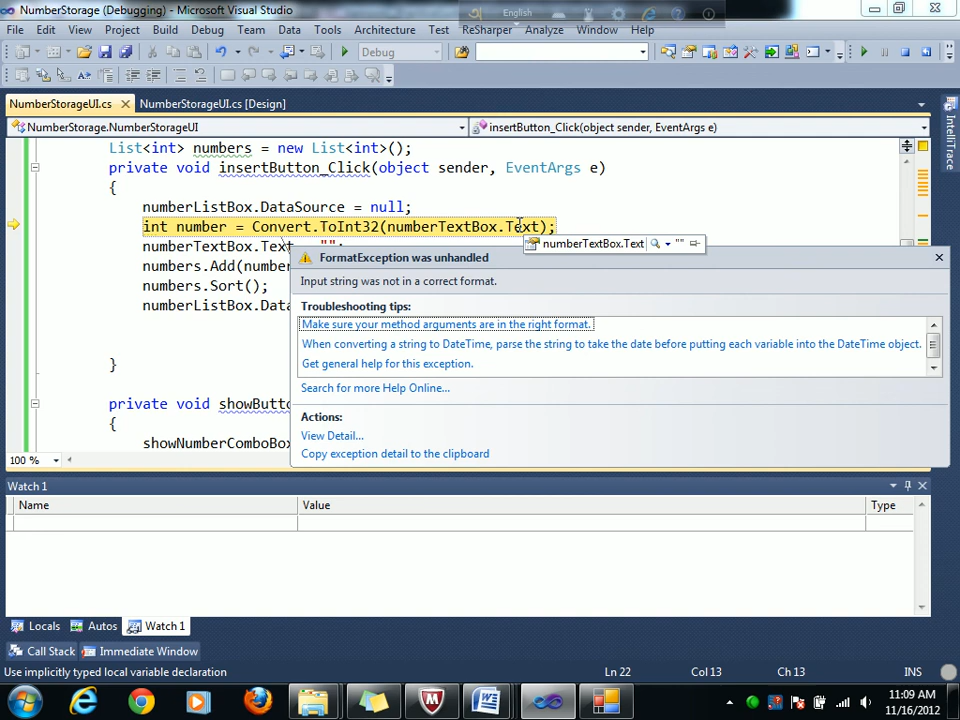 NumberStorage (Debugging) - Microsoft Visual Studio
English
File Edit View Project Build Debug Team Data Tools Architecture Test ReSharper Analyze Window Help
Debug
NumberStorageUI.cs NumberStorageUI.cs [Design]
NumberStorage.NumberStorageUI insertButton_Click(object sender, EventArgs e)
IntelliTrace
List<int> numbers = new List<int>();
private void insertButton_Click(object sender, EventArgs e)
{
numberListBox.DataSource = null;
int number = Convert.ToInt32(numberTextBox.Text);
numberTextBox.Text ""
numberTextBox.Text = "";
FormatException was unhandled
numbers.Add(number
Input string was not in a correct format.
numbers.Sort();
numberListBox.Data
Troubleshooting tips:
Make sure your method arguments are in the right format.
When converting a string to DateTime, parse the string to take the date before putting each variable into the DateTime object.
Get general help for this exception.
}
Search for more Help Online...
private void showButto
Actions:
{
View Detail...
showNumberComboBox
Copy exception detail to the clipboard
100 %
Watch 1
Name Value Type
Locals Autos Watch 1
Call Stack Immediate Window
Use implicitly typed local variable declaration Ln 22 Col 13 Ch 13 INS
11:09 AM
11/16/2012